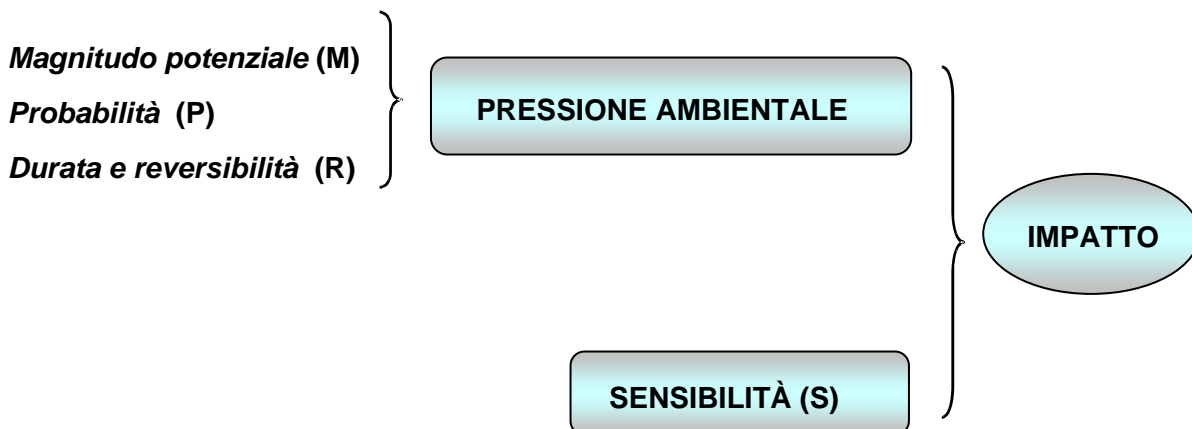 Magnitudo potenziale (M)
Probabilità (P)
Durata e reversibilità (R)
PRESSIONE AMBIENTALE
IMPATTO
SENSIBILITÀ (S)